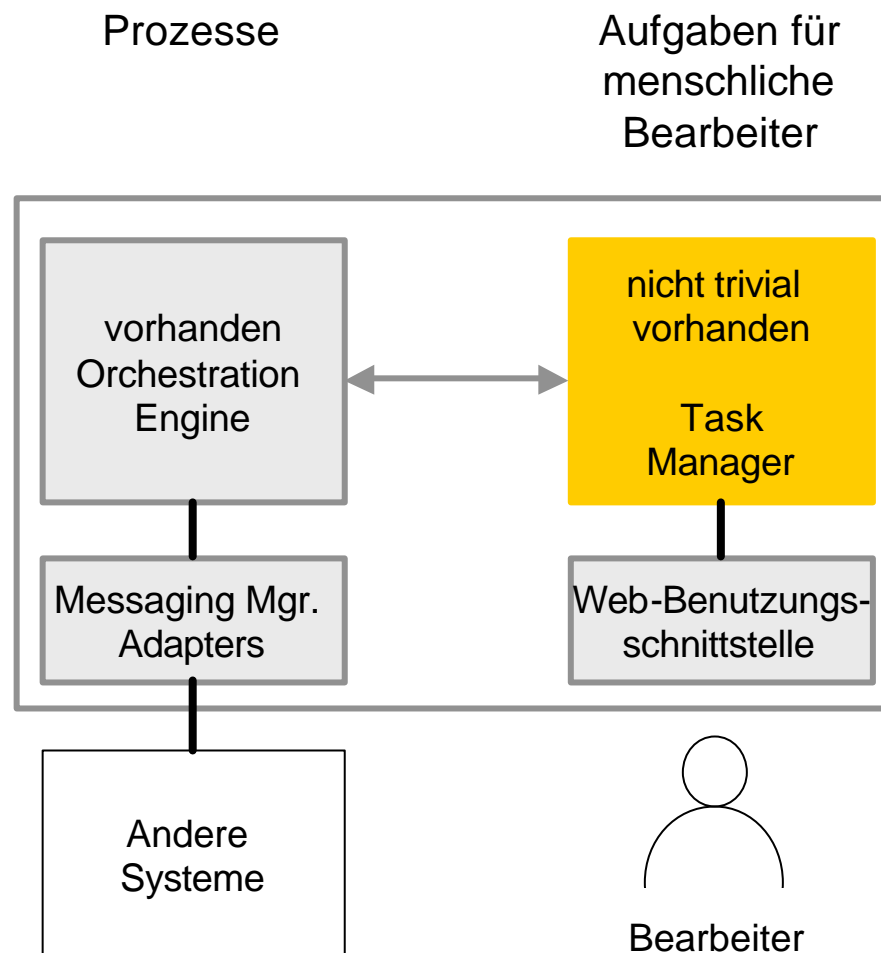 Prozesse
Aufgaben für
menschliche
Bearbeiter
vorhanden
Orchestration
Engine
nicht trivial
vorhanden
Task
Manager
Messaging Mgr.
Adapters
Web-Benutzungs-
schnittstelle
Andere
Systeme
Bearbeiter